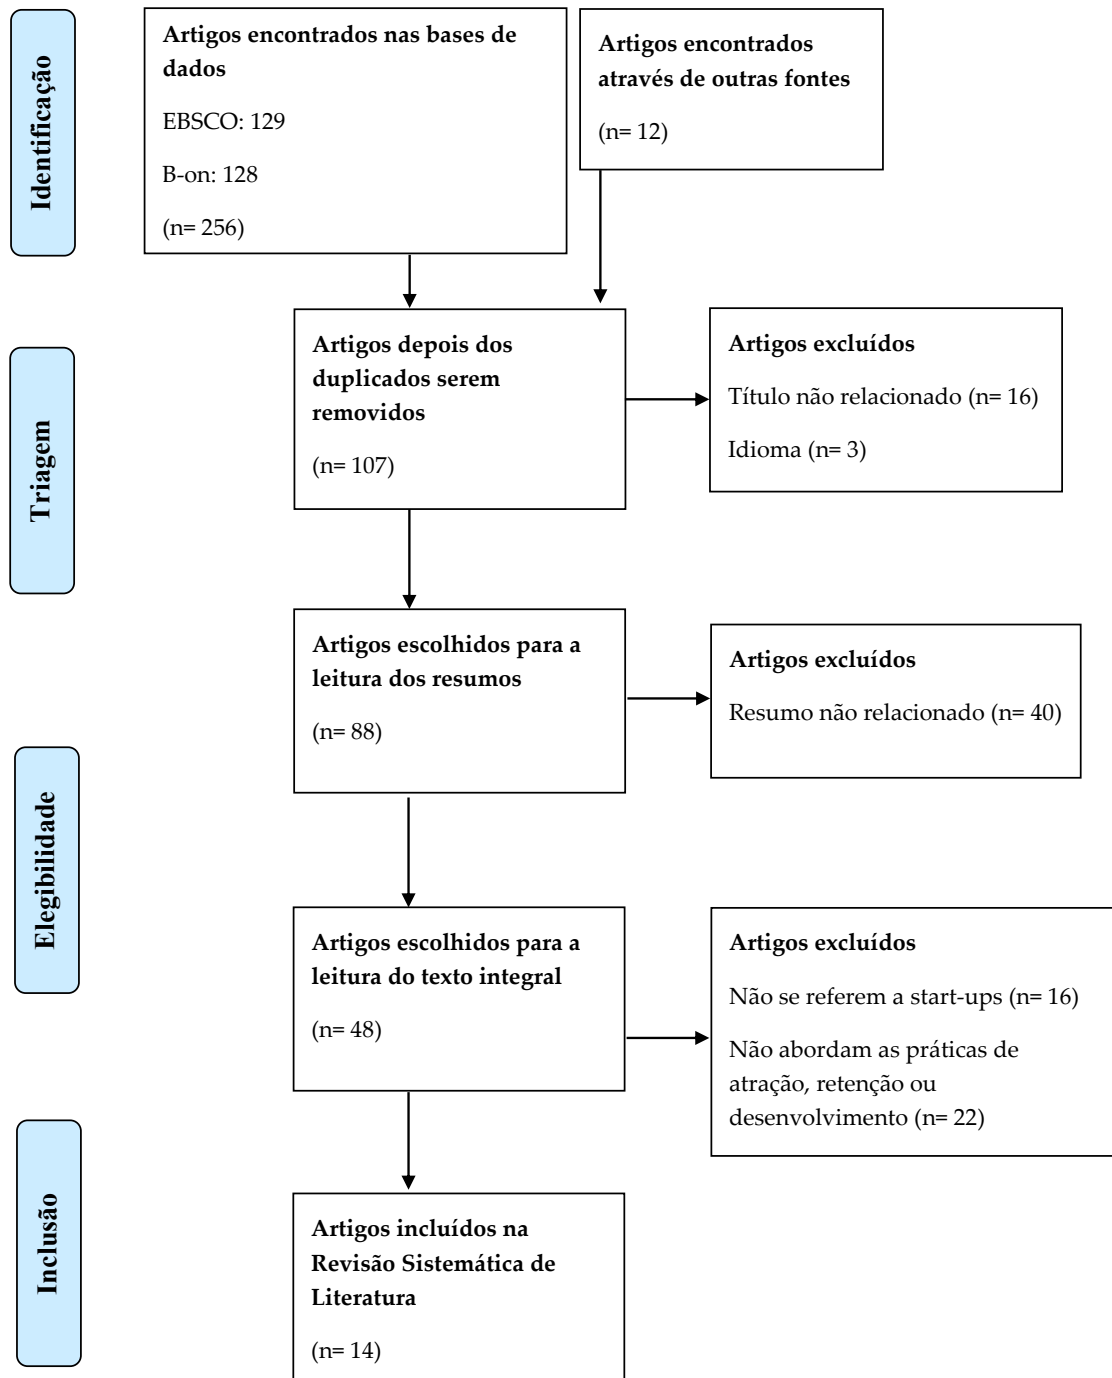 Identificação
Artigos encontrados nas bases de
dados
EBSCO: 129
B-on: 128
(n= 256)
Artigos encontrados
através de outras fontes
(n= 12)
Triagem
Artigos depois dos
duplicados serem
removidos
(n= 107)
Artigos excluídos
Título não relacionado (n= 16)
Idioma (n= 3)
Artigos escolhidos para a
leitura dos resumos
(n= 88)
Artigos excluídos
Resumo não relacionado (n= 40)
Elegibilidade
Artigos escolhidos para a
leitura do texto integral
(n= 48)
Artigos excluídos
Não se referem a start-ups (n= 16)
Não abordam as práticas de
atração, retenção ou
desenvolvimento (n= 22)
Inclusão
Artigos incluídos na
Revisão Sistemática de
Literatura
(n= 14)